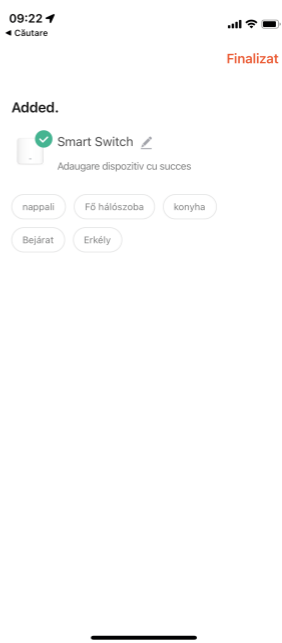 09:22
◀ Căutare
Finalizat
Added.
Smart Switch
Adaugare dispozitiv cu succes
nappali Fő hálószoba konyha
Bejárat Erkély